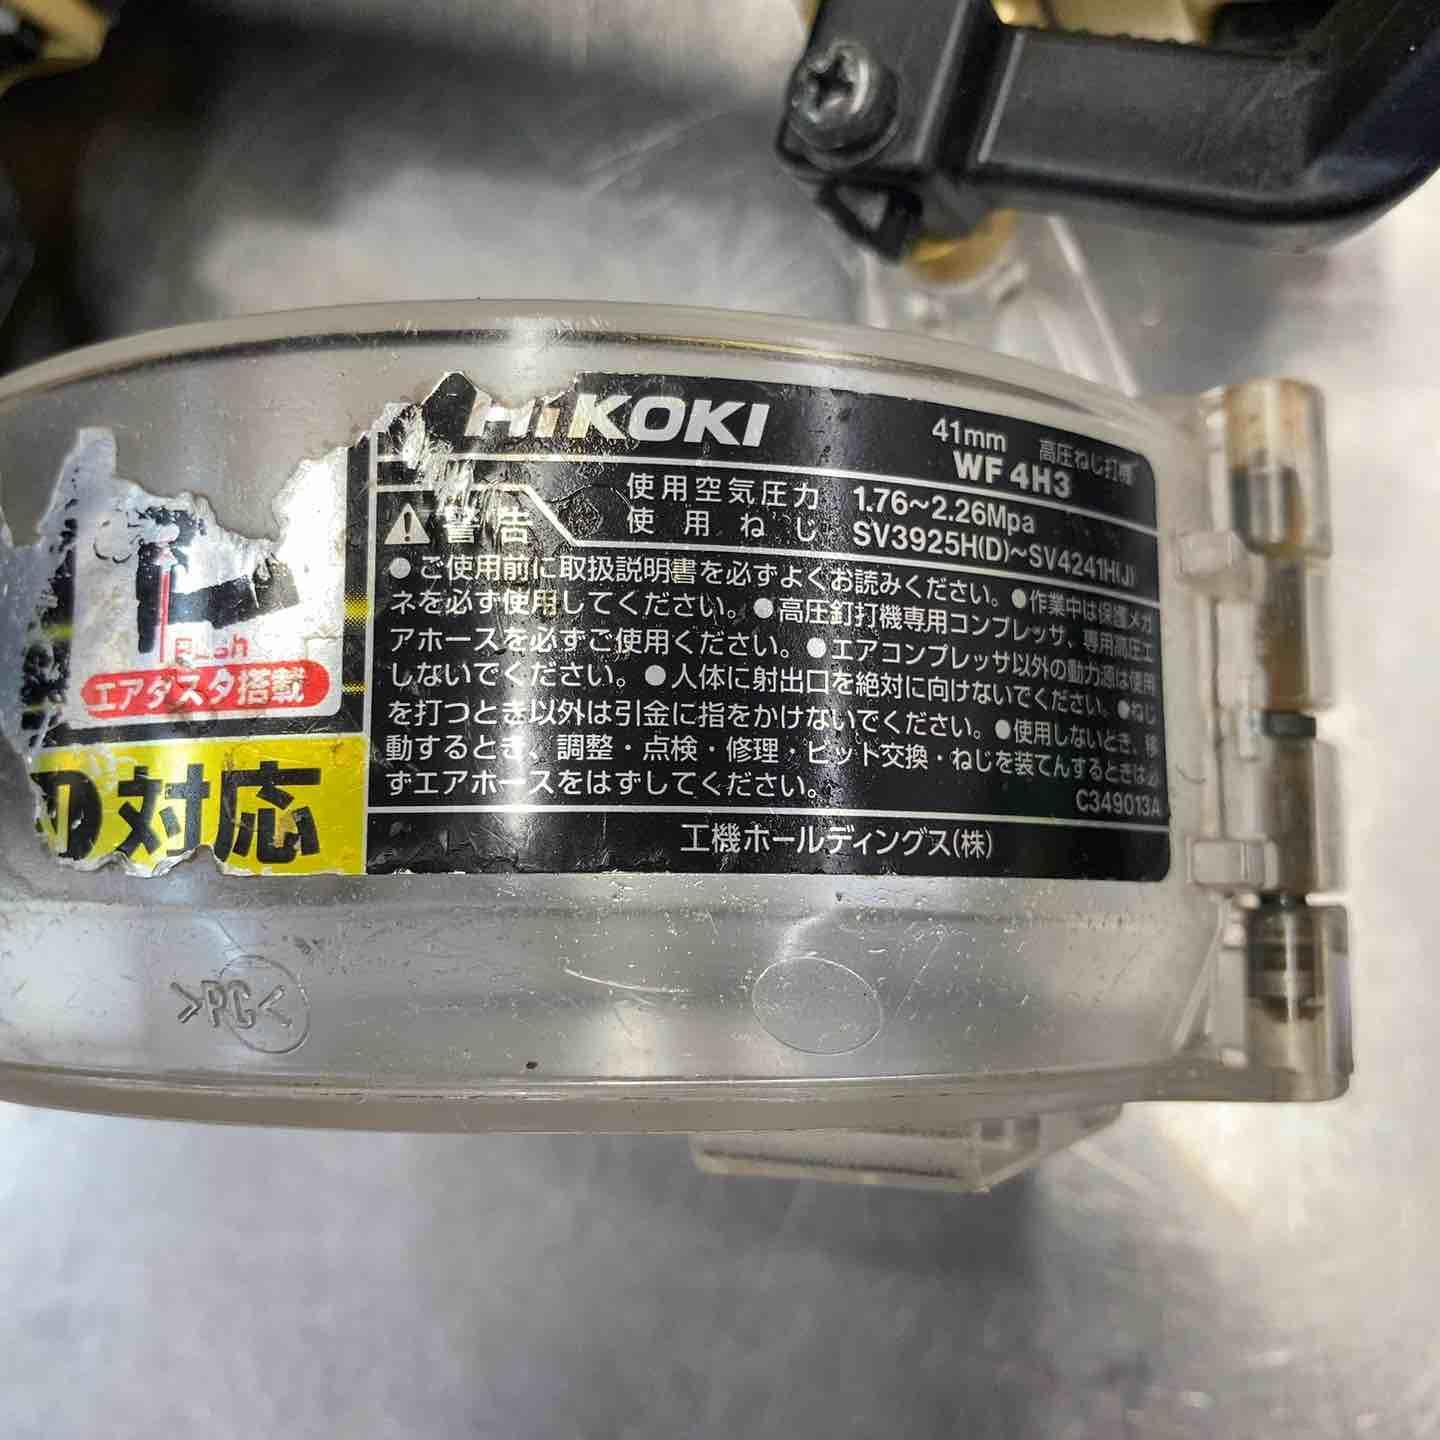 HiKOKI
41mm 高圧ねじ打機
WF 4H3
使用空気圧力 1.76~2.26Mpa
使用ねじ SV3925H(D)~SV4241H(J)
警告
●ご使用前に取扱説明書を必ずよくお読みください。●作業中は保護メガ
ネを必ず使用してください。●高圧釘打機専用コンプレッサ、専用高圧エ
アホースを必ずご使用ください。●エアコンプレッサ以外の動力源は使用
しないでください。●人体に射出口を絶対に向けないでください。●ねじ
を打つとき以外は引金に指をかけないでください。●使用しないとき、移
動するとき、調整・点検・修理・ビット交換・ねじを装てんするときは必
ずエアホースをはずしてください。
C349013A
工機ホールディングス(株)
エアダスタ搭載
対応
>PC<